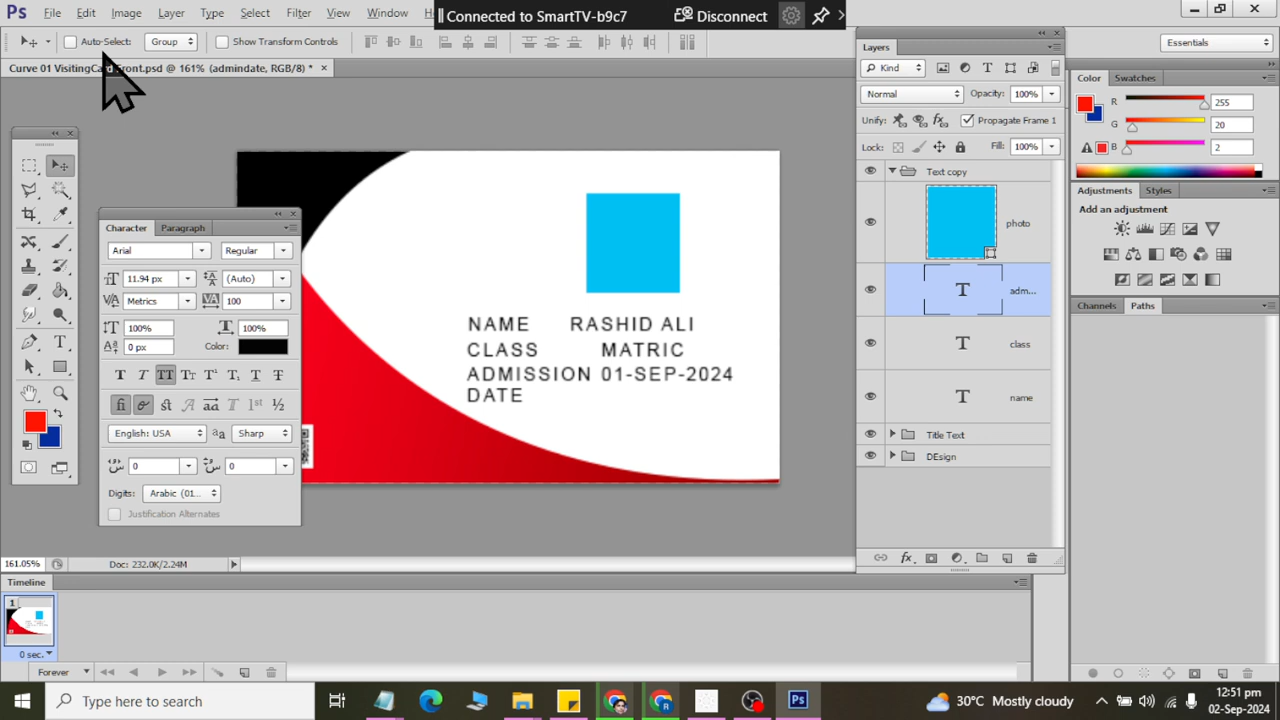 Ps File Edit Image Layer Type Select Filter View Window
Connected to SmartTV-b9c7 Disconnect
Auto-Select: Group Show Transform Controls Essentials
Curve 01 VisitingCard Front.psd @ 161% (admindate, RGB/8) *
Layers
Kind
Normal Opacity: 100%
Unify: Propagate Frame 1
Lock: Fill: 100%
Text copy
photo
adm...
class
name
Title Text
DEsign
Color Swatches
R 255
G 20
B 2
Adjustments Styles
Add an adjustment
Channels Paths
Character Paragraph
Arial Regular
11.94 px (Auto)
Metrics 100
100% 100%
0 px Color:
English: USA Sharp
0 0
Digits: Arabic (01...
Justification Alternates
NAME RASHID ALI
CLASS MATRIC
ADMISSION 01-SEP-2024
DATE
161.05% Doc: 232.0K/2.24M
Timeline
1
0 sec.
Forever
Type here to search
30°C Mostly cloudy
12:51 pm
02-Sep-2024